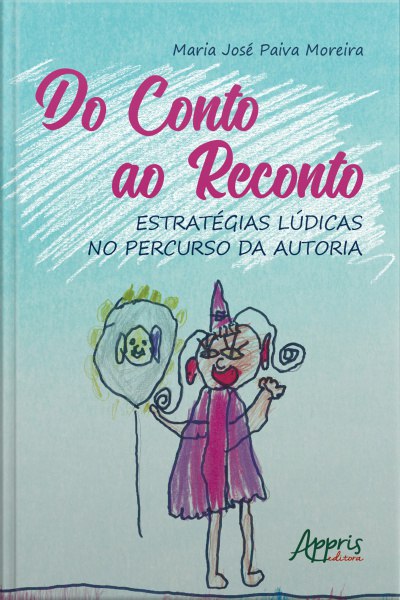 Maria José Paiva Moreira
Do Conto
ao Reconto
ESTRATÉGIAS LÚDICAS
NO PERCURSO DA AUTORIA
Appris
editora